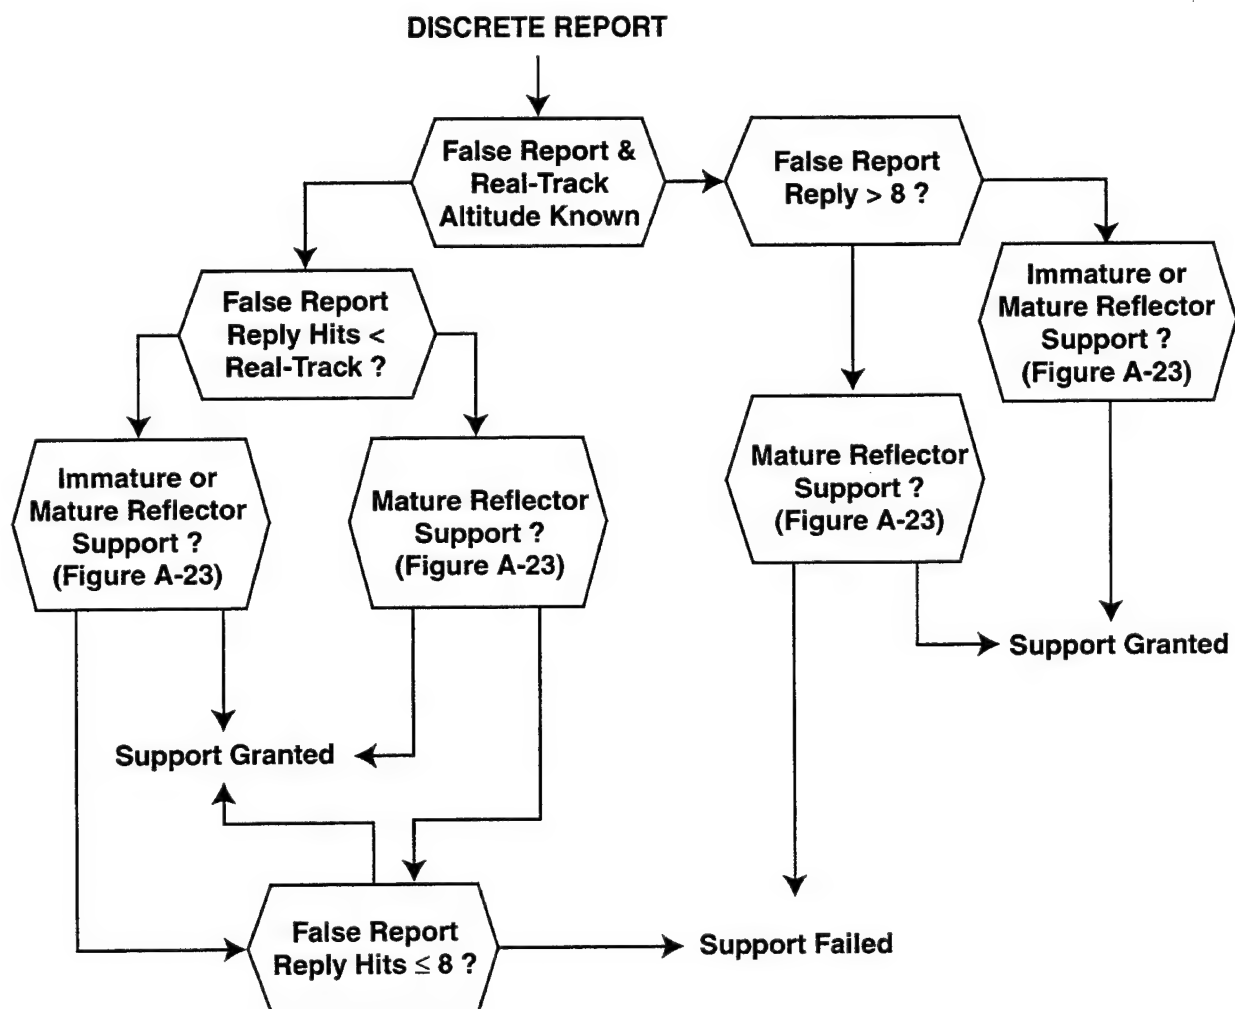 DISCRETE REPORT
False Report &
Real-Track
Altitude Known
False Report
Reply > 8 ?
False Report
Reply Hits <
Real-Track ?
Immature or
Mature Reflector
Support ?
(Figure A-23)
Immature or
Mature Reflector
Support ?
(Figure A-23)
Mature Reflector
Support ?
(Figure A-23)
Mature Reflector
Support ?
(Figure A-23)
Support Granted
Support Granted
False Report
Reply Hits ≤ 8 ?
Support Failed